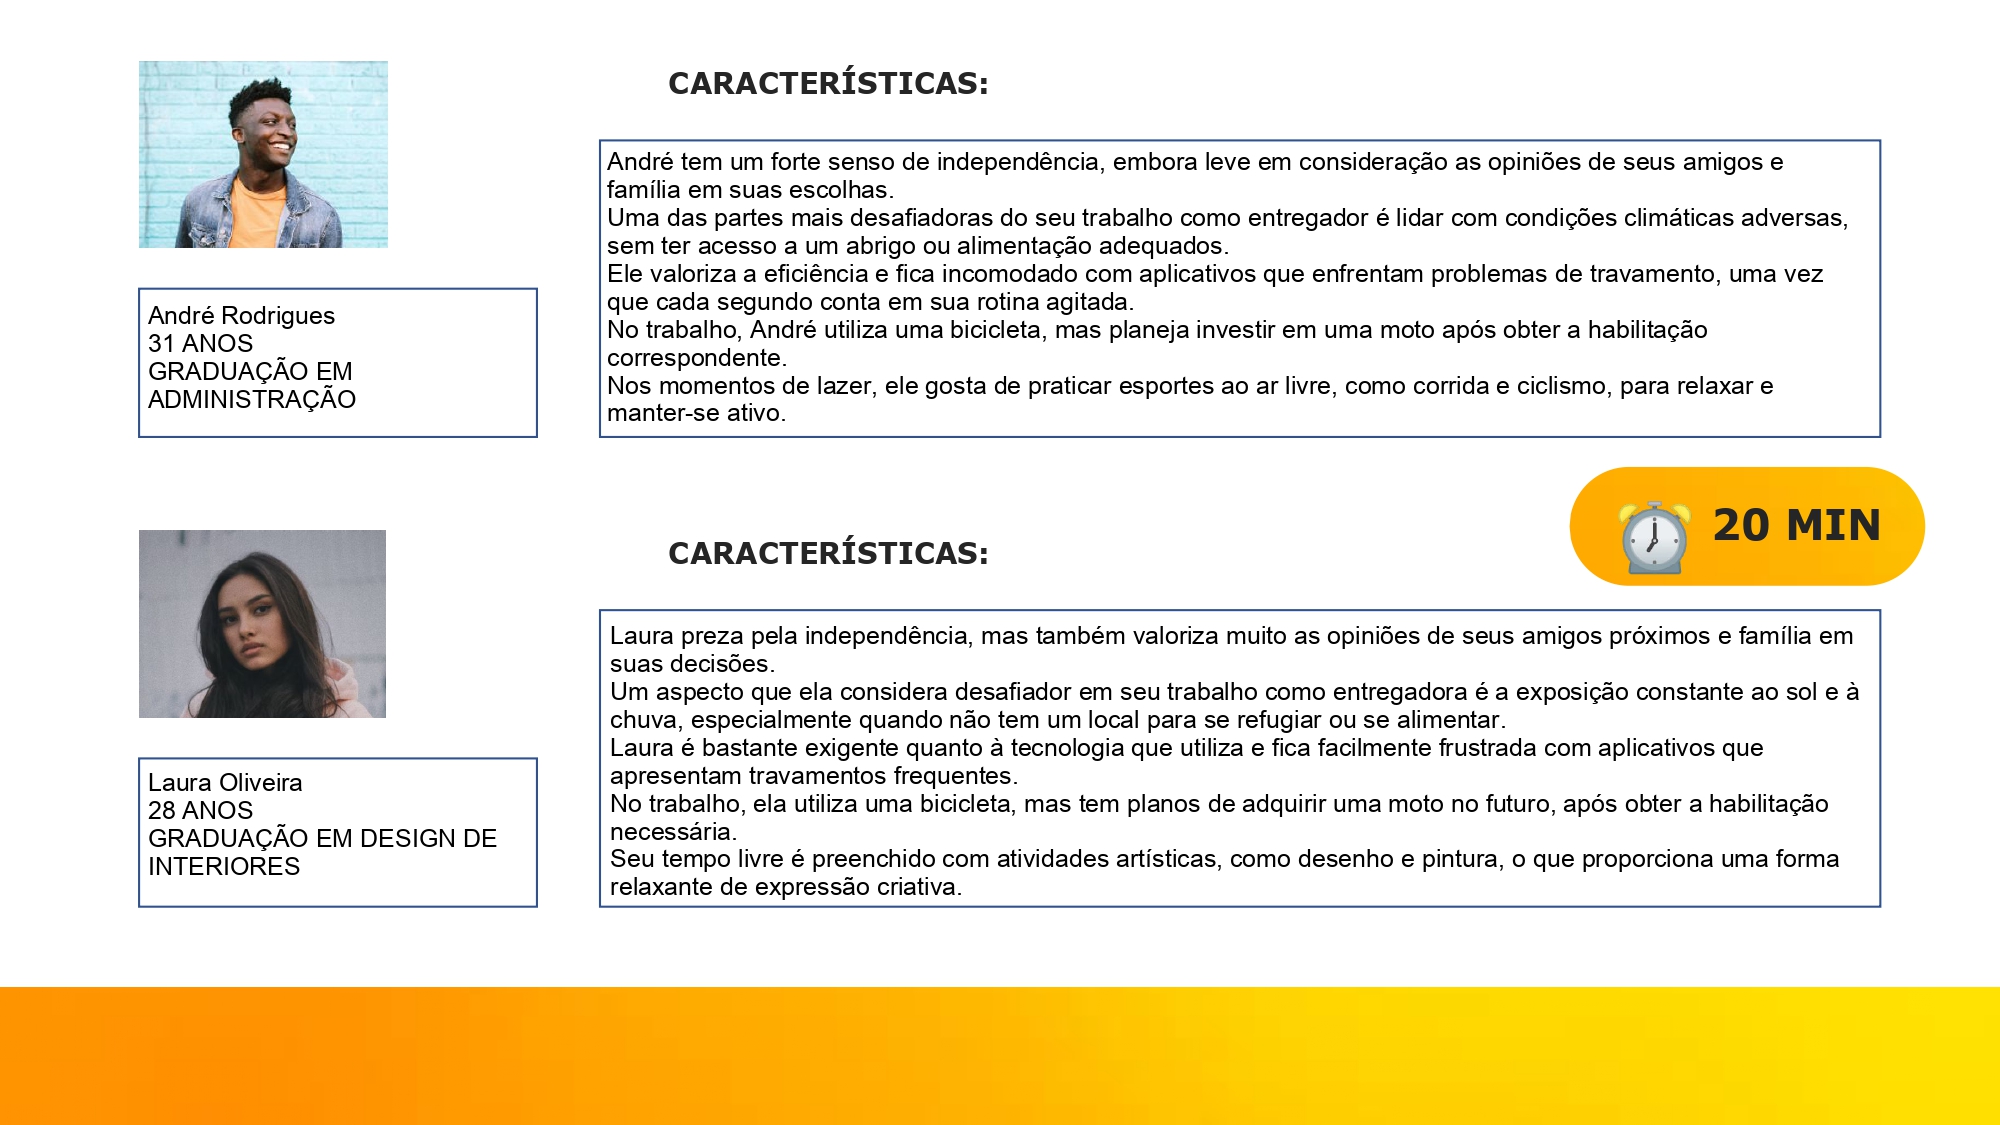 CARACTERÍSTICAS:
André tem um forte senso de independência, embora leve em consideração as opiniões de seus amigos e
família em suas escolhas.
Uma das partes mais desafiadoras do seu trabalho como entregador é lidar com condições climáticas adversas,
sem ter acesso a um abrigo ou alimentação adequados.
Ele valoriza a eficiência e fica incomodado com aplicativos que enfrentam problemas de travamento, uma vez
que cada segundo conta em sua rotina agitada.
No trabalho, André utiliza uma bicicleta, mas planeja investir em uma moto após obter a habilitação
correspondente.
Nos momentos de lazer, ele gosta de praticar esportes ao ar livre, como corrida e ciclismo, para relaxar e
manter-se ativo.
André Rodrigues
31 ANOS
GRADUAÇÃO EM
ADMINISTRAÇÃO
20 MIN
CARACTERÍSTICAS:
Laura preza pela independência, mas também valoriza muito as opiniões de seus amigos próximos e família em
suas decisões.
Um aspecto que ela considera desafiador em seu trabalho como entregadora é a exposição constante ao sol e à
chuva, especialmente quando não tem um local para se refugiar ou se alimentar.
Laura é bastante exigente quanto à tecnologia que utiliza e fica facilmente frustrada com aplicativos que
apresentam travamentos frequentes.
No trabalho, ela utiliza uma bicicleta, mas tem planos de adquirir uma moto no futuro, após obter a habilitação
necessária.
Seu tempo livre é preenchido com atividades artísticas, como desenho e pintura, o que proporciona uma forma
relaxante de expressão criativa.
Laura Oliveira
28 ANOS
GRADUAÇÃO EM DESIGN DE
INTERIORES